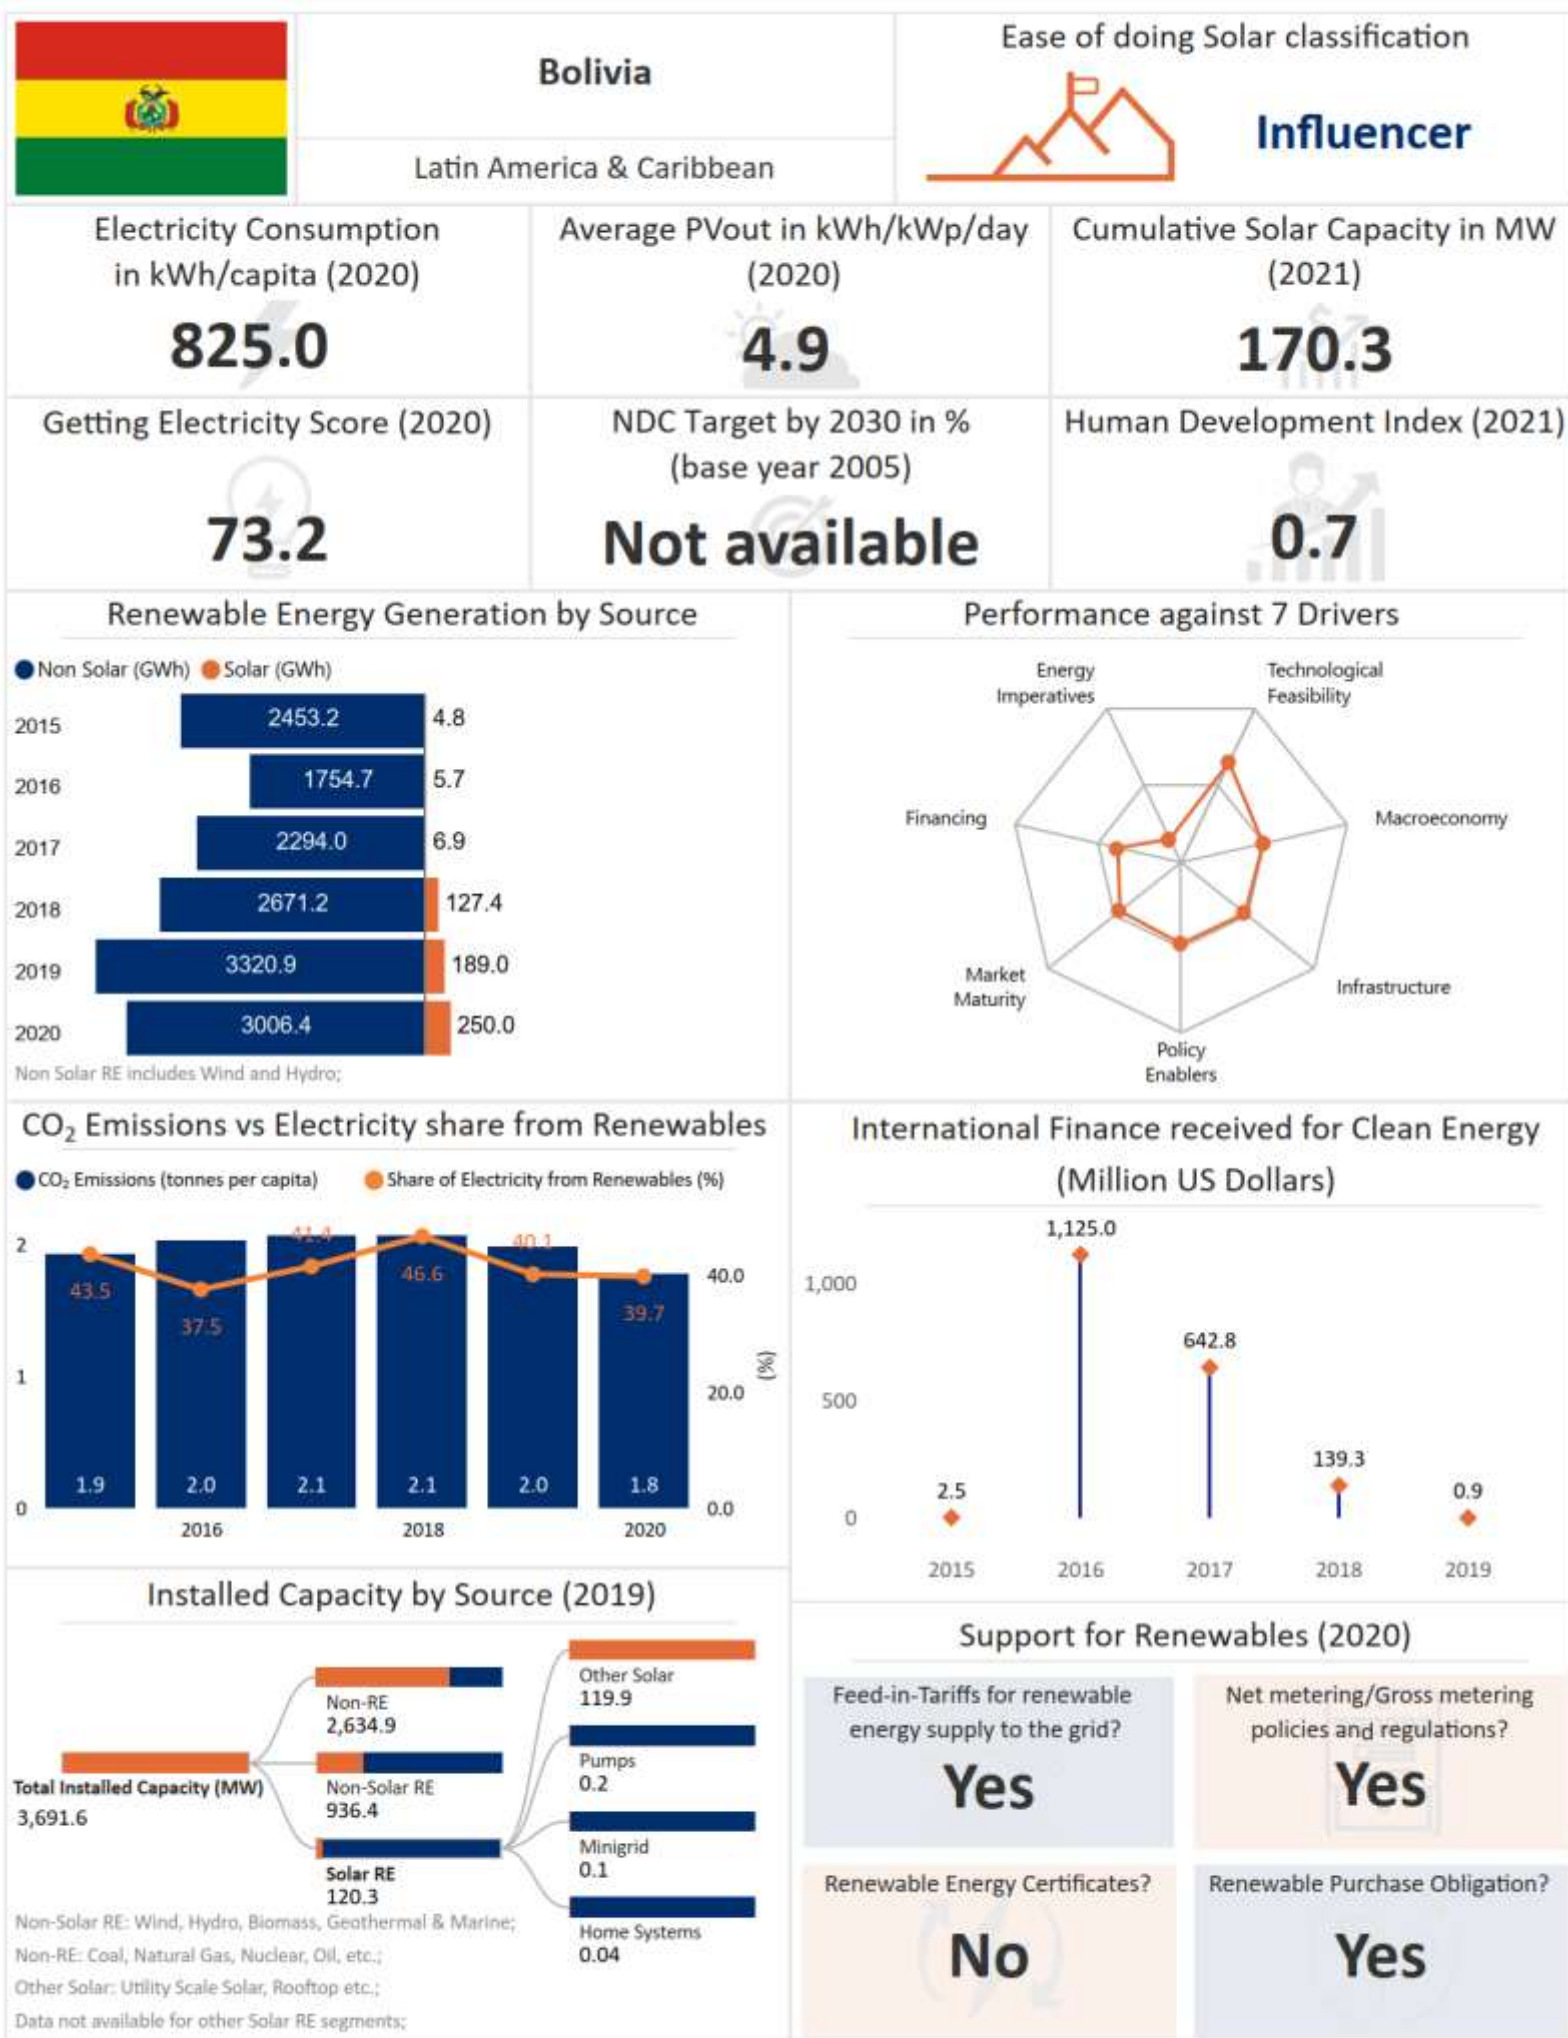 Bolivia
Latin America & Caribbean
Ease of doing Solar classification
Influencer
Electricity Consumption
in kWh/capita (2020)
825.0
Average PVout in kWh/kWp/day
(2020)
4.9
Cumulative Solar Capacity in MW
(2021)
170.3
Getting Electricity Score (2020)
73.2
NDC Target by 2030 in %
(base year 2005)
Not available
Human Development Index (2021)
0.7
Renewable Energy Generation by Source
Non Solar (GWh) Solar (GWh)
2015 2453.2 4.8
2016 1754.7 5.7
2017 2294.0 6.9
2018 2671.2 127.4
2019 3320.9 189.0
2020 3006.4 250.0
Non Solar RE includes Wind and Hydro;
Performance against 7 Drivers
Energy
Imperatives
Technological
Feasibility
Financing
Macroeconomy
Market
Maturity
Infrastructure
Policy
Enablers
CO₂ Emissions vs Electricity share from Renewables
CO₂ Emissions (tonnes per capita) Share of Electricity from Renewables (%)
2
1
0
43.5
37.5
41.4
46.6
40.1
39.7
40.0
20.0
0.0
(%)
1.9 2.0 2.1 2.1 2.0 1.8
2016 2018 2020
International Finance received for Clean Energy
(Million US Dollars)
1,000
500
0
2.5
1,125.0
642.8
139.3
0.9
2015 2016 2017 2018 2019
Installed Capacity by Source (2019)
Total Installed Capacity (MW)
3,691.6
Non-RE
2,634.9
Non-Solar RE
936.4
Solar RE
120.3
Other Solar
119.9
Pumps
0.2
Minigrid
0.1
Home Systems
0.04
Non-Solar RE: Wind, Hydro, Biomass, Geothermal & Marine;
Non-RE: Coal, Natural Gas, Nuclear, Oil, etc.;
Other Solar: Utility Scale Solar, Rooftop etc.;
Data not available for other Solar RE segments;
Support for Renewables (2020)
Feed-in-Tariffs for renewable
energy supply to the grid?
Yes
Net metering/Gross metering
policies and regulations?
Yes
Renewable Energy Certificates?
No
Renewable Purchase Obligation?
Yes